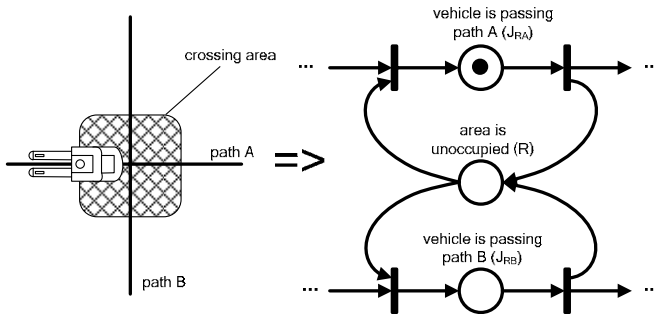 vehicle is passing
path A (JRA)
crossing area
...
...
area is
unoccupied (R)
path A
=>
vehicle is passing
path B (JRB)
path B
...
...